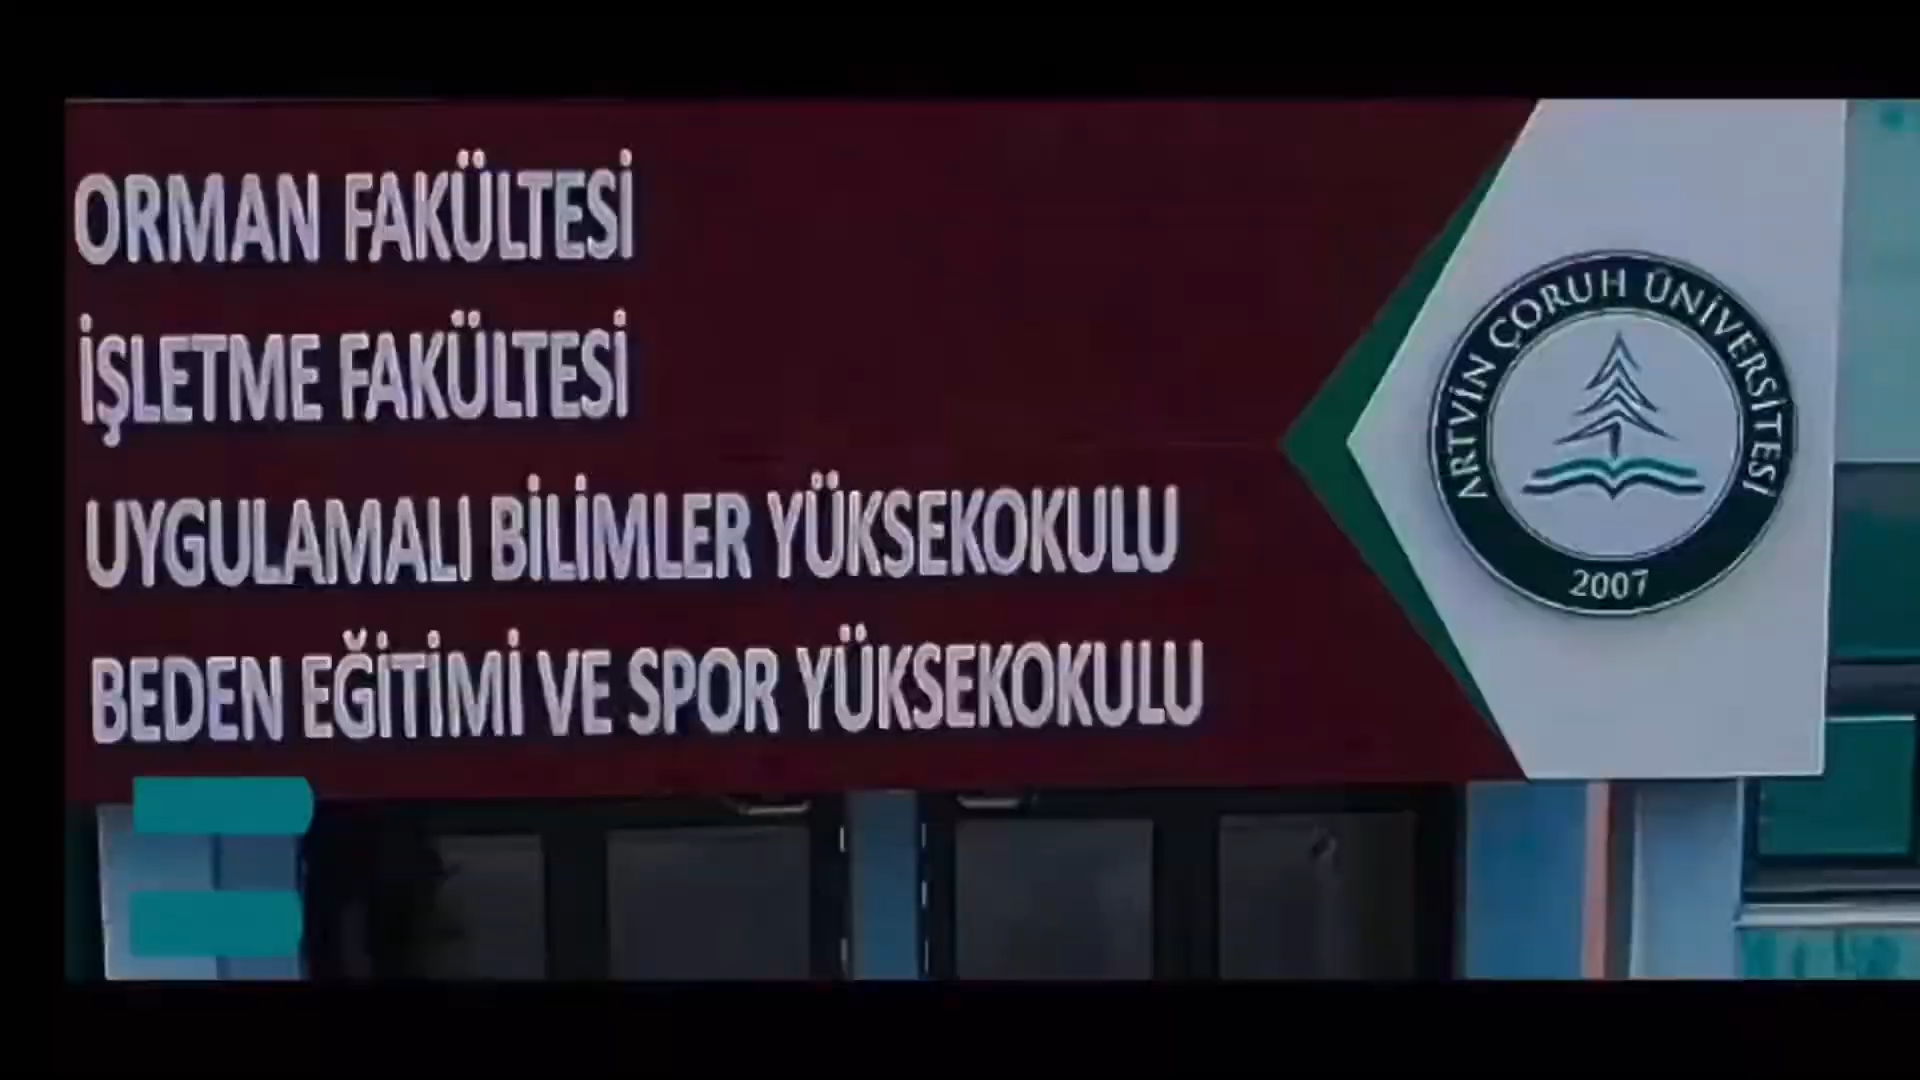 ORMAN FAKÜLTESİ
İŞLETME FAKÜLTESİ
UYGULAMALI BİLİMLER YÜKSEKOKULU
BEDEN EĞİTİMİ VE SPOR YÜKSEKOKULU
ARTVİN ÇORUH ÜNİVERSİTESİ
2007